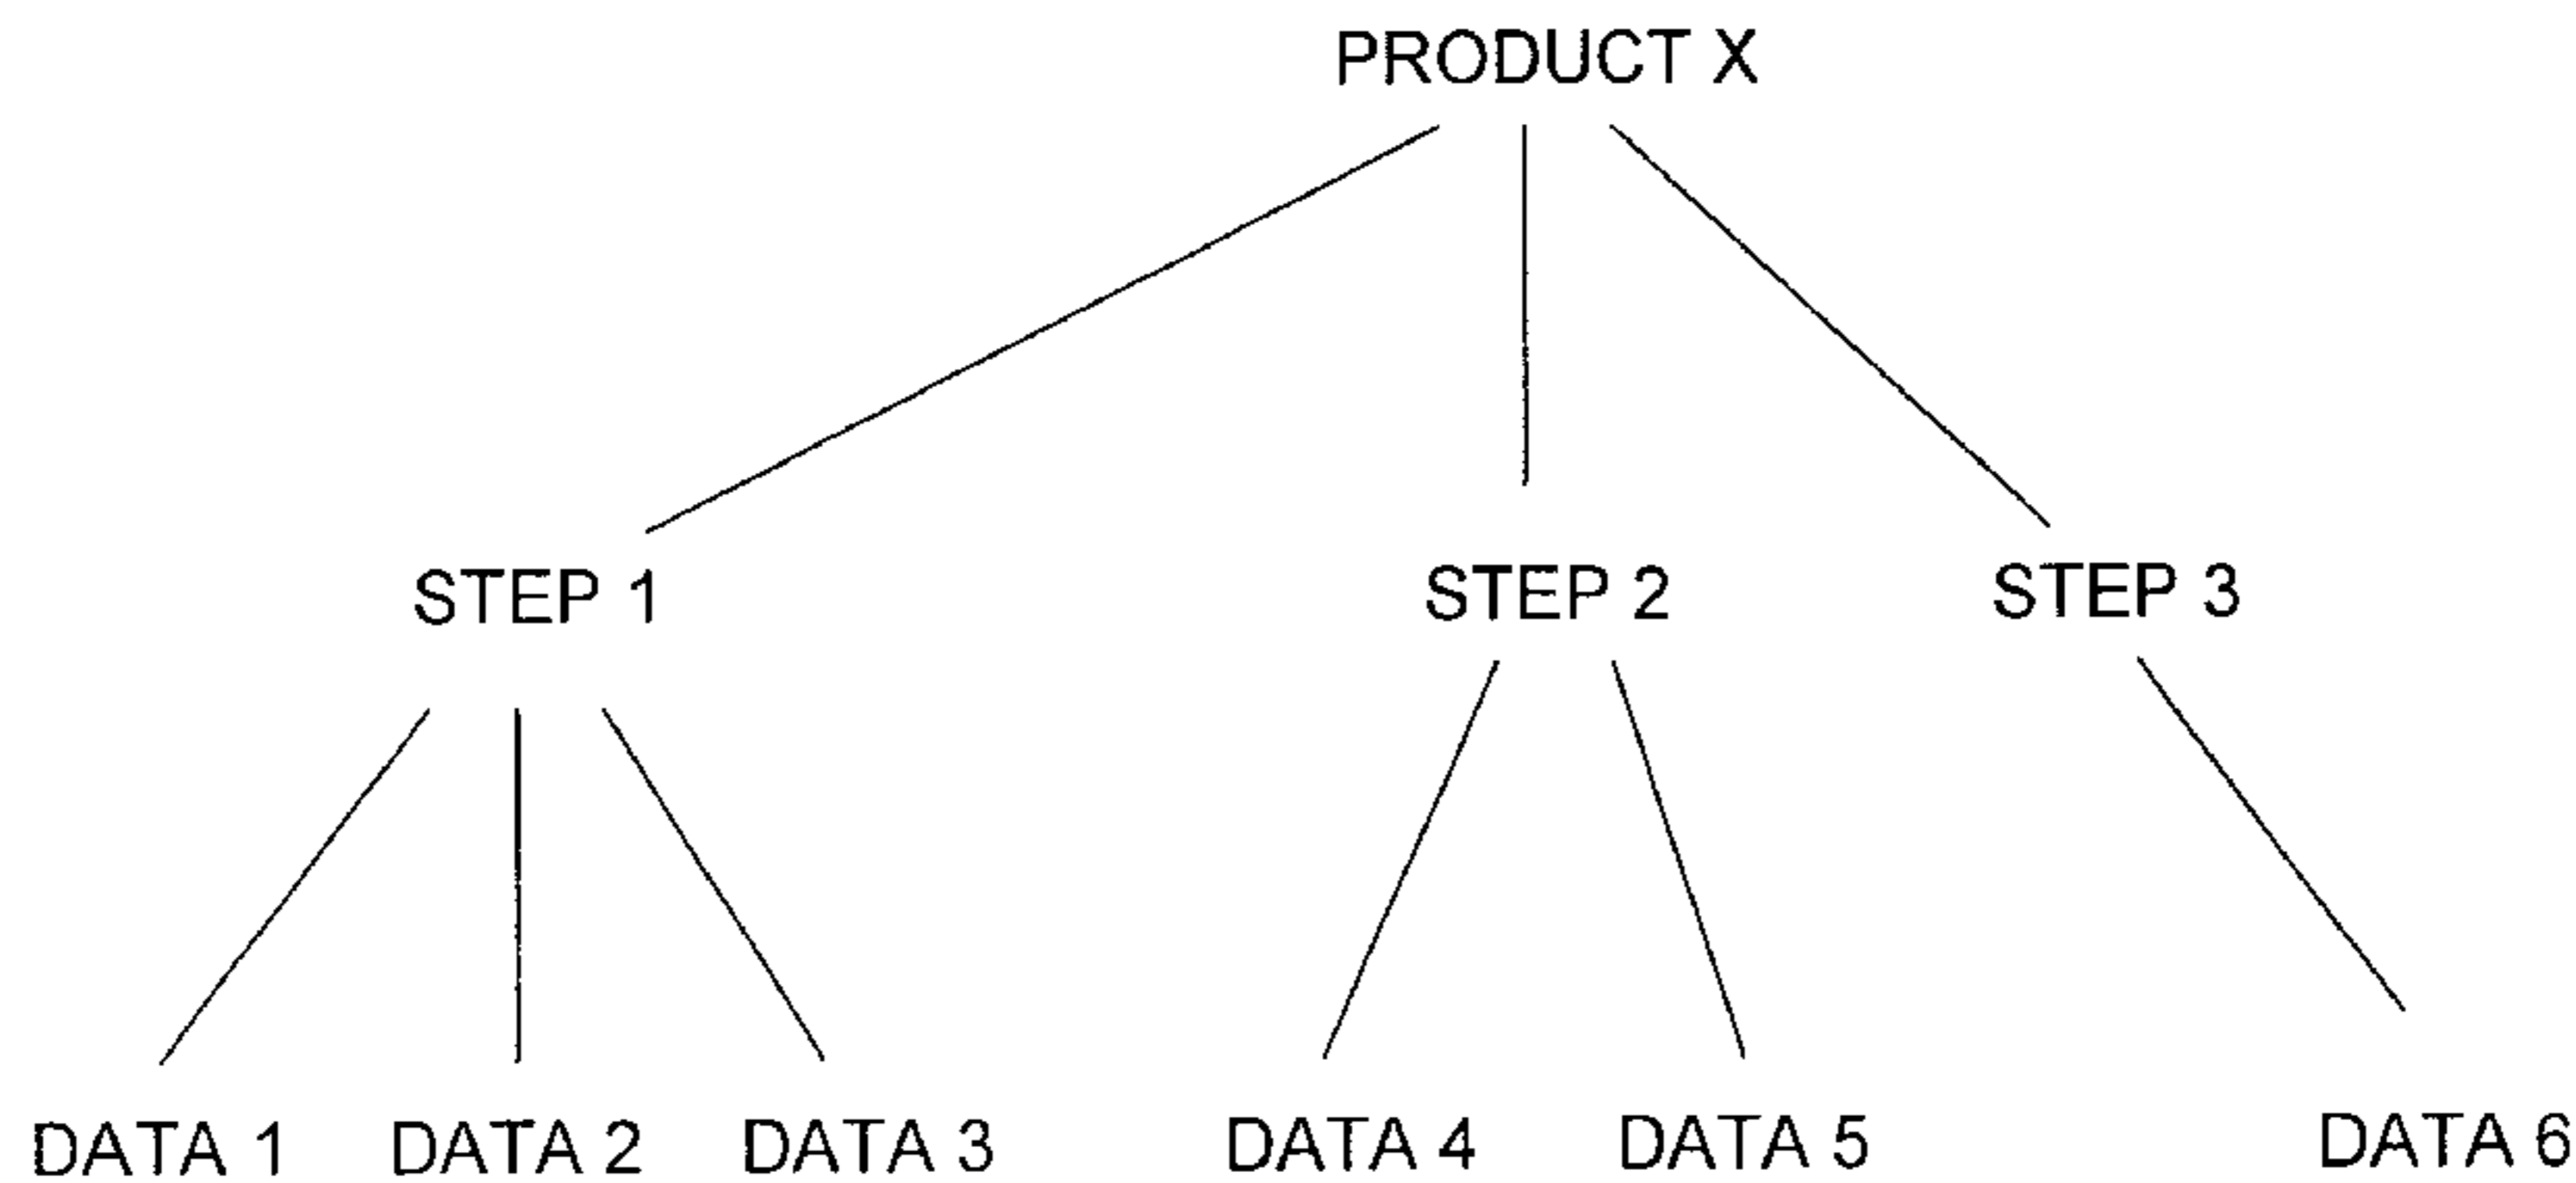 PRODUCT X
STEP 1 STEP 2 STEP 3
DATA 1 DATA 2 DATA 3 DATA 4 DATA 5 DATA 6